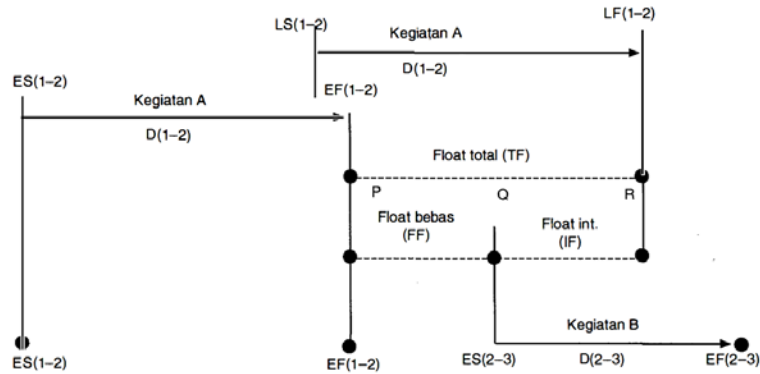 LS(1–2)
LF(1–2)
Kegiatan A
D(1–2)
ES(1–2)
EF(1–2)
Kegiatan A
D(1–2)
Float total (TF)
P
Q
R
Float bebas
(FF)
Float int.
(IF)
Kegiatan B
ES(1–2)
EF(1–2)
ES(2–3)
D(2–3)
EF(2–3)